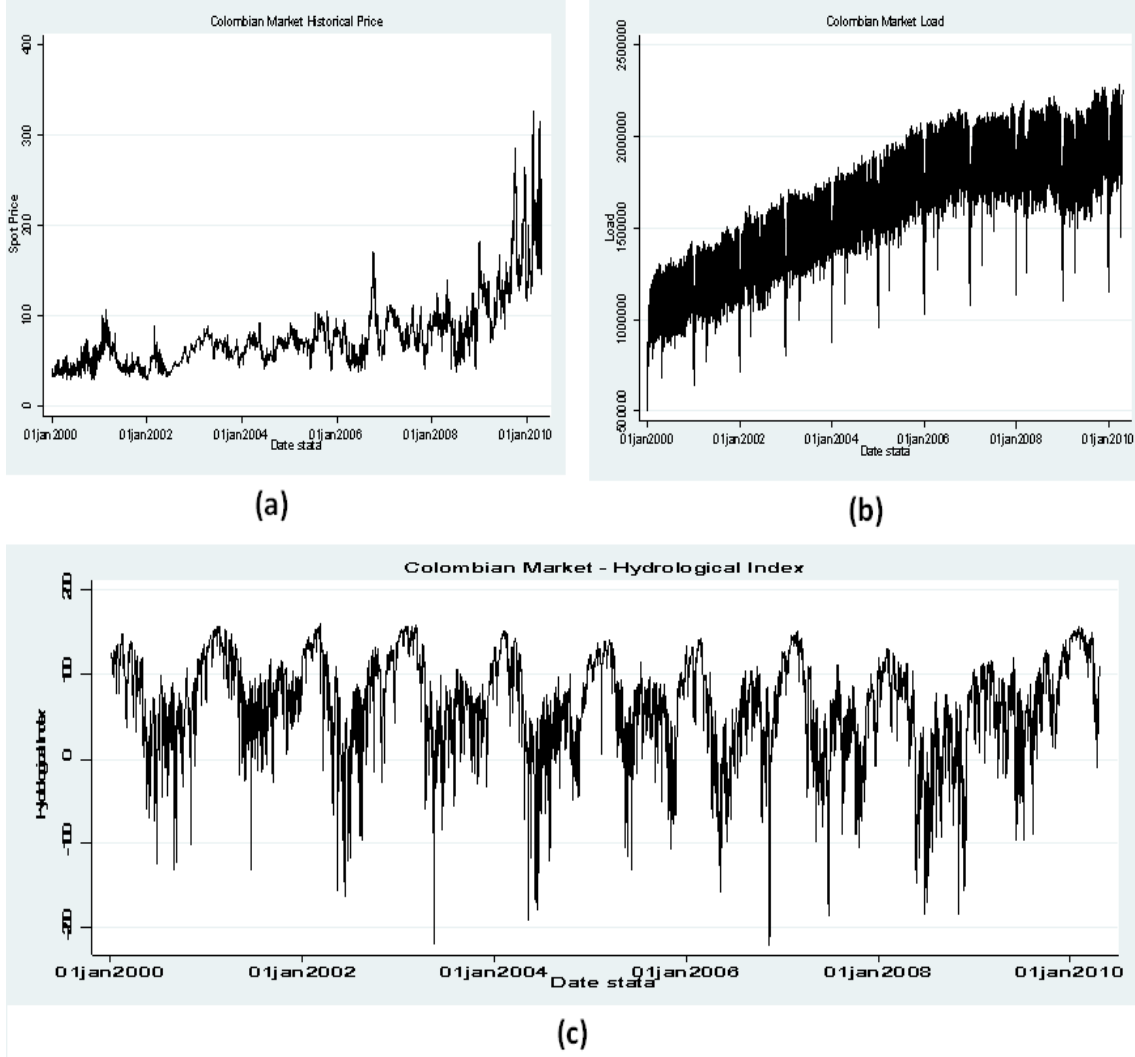 Colombian Market Historical Price
400
300
200
100
0
Spot Price
01jan2000 01jan2002 01jan2004 01jan2006 01jan2008 01jan2010
Date stata
(a)
Colombian Market Load
2500000
2000000
1500000
1000000
500000
Load
01jan2000 01jan2002 01jan2004 01jan2006 01jan2008 01jan2010
Date stata
(b)
Colombian Market - Hydrological Index
200
100
0
-100
-200
Hydrological Index
01jan2000 01jan2002 01jan2004 01jan2006 01jan2008 01jan2010
Date stata
(c)